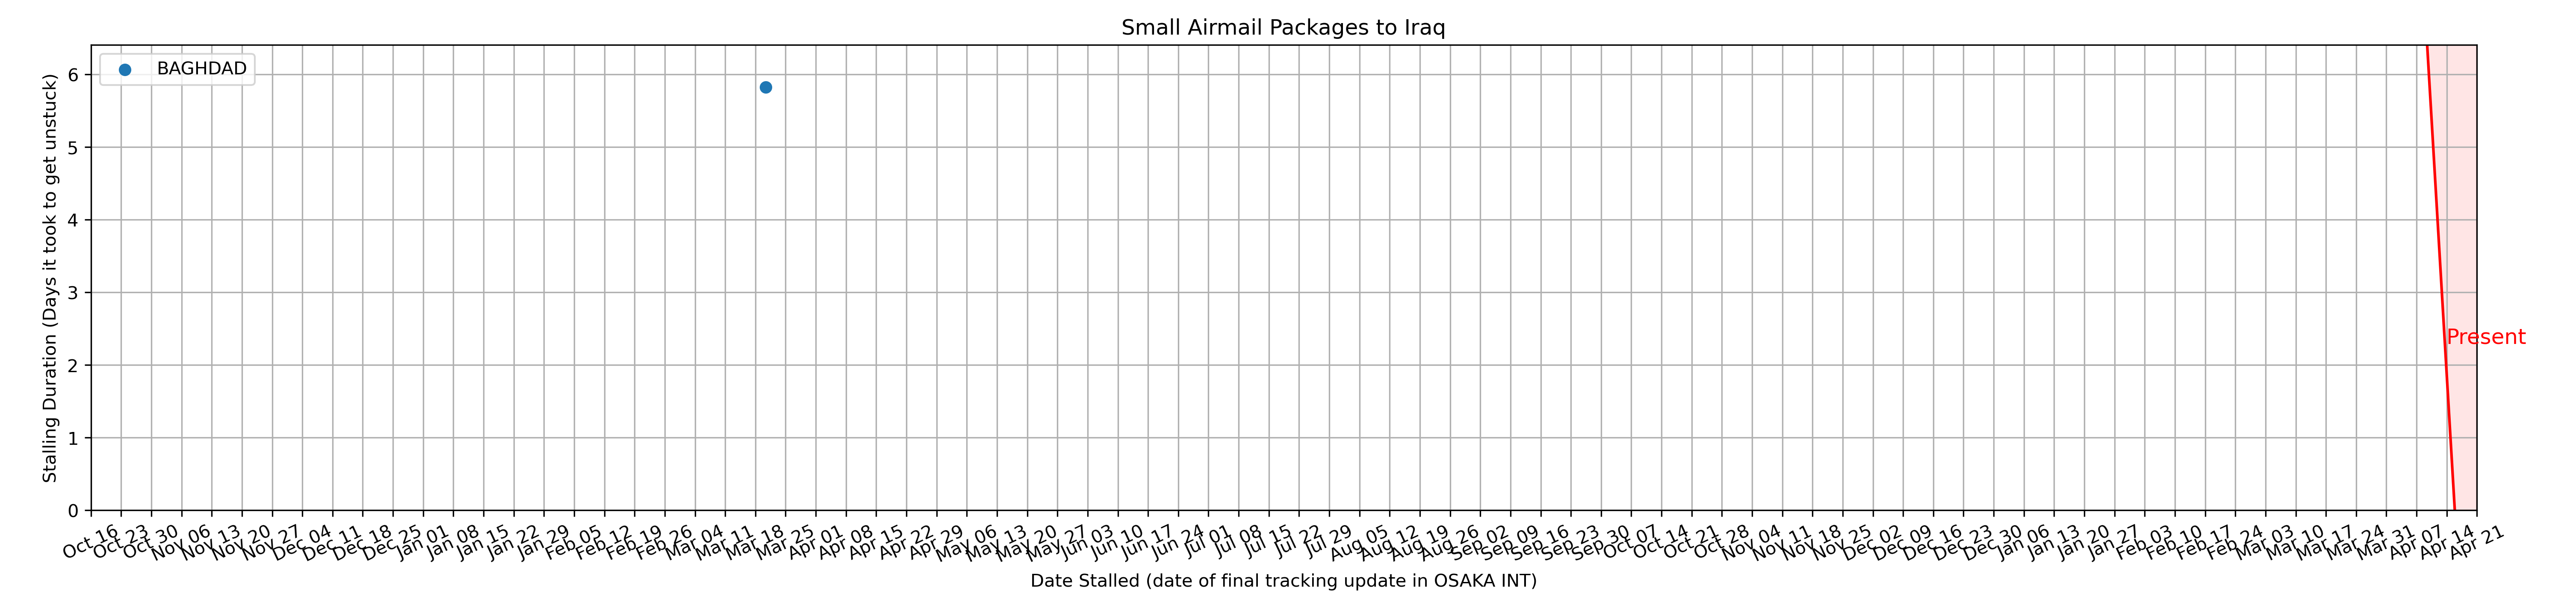 Small Airmail Packages to Iraq
BAGHDAD
Stalling Duration (Days it took to get unstuck)
6
5
4
3
2
1
0
Present
Oct 16
Oct 23
Oct 30
Nov 06
Nov 13
Nov 20
Nov 27
Dec 04
Dec 11
Dec 18
Dec 25
Jan 01
Jan 08
Jan 15
Jan 22
Jan 29
Feb 05
Feb 12
Feb 19
Feb 26
Mar 04
Mar 11
Mar 18
Mar 25
Apr 01
Apr 08
Apr 15
Apr 22
Apr 29
May 06
May 13
May 20
May 27
Jun 03
Jun 10
Jun 17
Jun 24
Jul 01
Jul 08
Jul 15
Jul 22
Jul 29
Aug 05
Aug 12
Aug 19
Aug 26
Sep 02
Sep 09
Sep 16
Sep 23
Sep 30
Oct 07
Oct 14
Oct 21
Oct 28
Nov 04
Nov 11
Nov 18
Nov 25
Dec 02
Dec 09
Dec 16
Dec 23
Dec 30
Jan 06
Jan 13
Jan 20
Jan 27
Feb 03
Feb 10
Feb 17
Feb 24
Mar 03
Mar 10
Mar 17
Mar 24
Mar 31
Apr 07
Apr 14
Apr 21
Date Stalled (date of final tracking update in OSAKA INT)